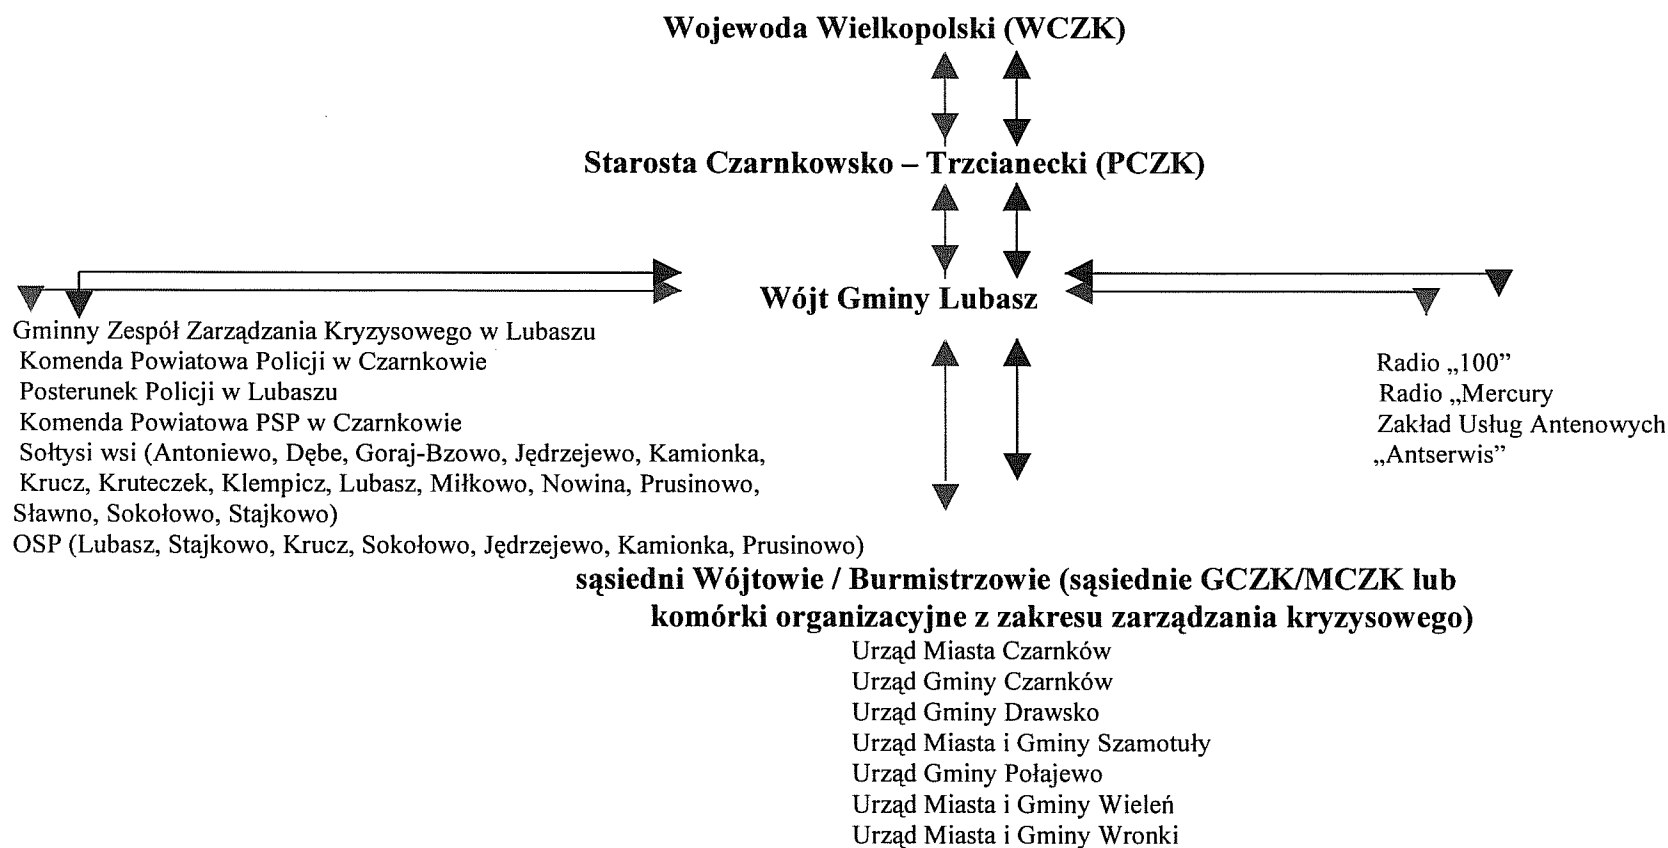 Wojewoda Wielkopolski (WCZK)
Starosta Czarnkowsko – Trzcianecki (PCZK)
Wójt Gminy Lubasz
Gminny Zespół Zarządzania Kryzysowego w Lubaszu
Komenda Powiatowa Policji w Czarnkowie
Posterunek Policji w Lubaszu
Komenda Powiatowa PSP w Czarnkowie
Sołtysi wsi (Antoniewo, Dębe, Goraj-Bzowo, Jędrzejewo, Kamionka,
Krucz, Kruteczek, Klempicz, Lubasz, Miłkowo, Nowina, Prusinowo,
Sławno, Sokołowo, Stajkowo)
OSP (Lubasz, Stajkowo, Krucz, Sokołowo, Jędrzejewo, Kamionka, Prusinowo)
Radio „100”
Radio „Mercury
Zakład Usług Antenowych
„Antserwis”
sąsiedni Wójtowie / Burmistrzowie (sąsiednie GCZK/MCZK lub
komórki organizacyjne z zakresu zarządzania kryzysowego)
Urząd Miasta Czarnków
Urząd Gminy Czarnków
Urząd Gminy Drawsko
Urząd Miasta i Gminy Szamotuły
Urząd Gminy Połajewo
Urząd Miasta i Gminy Wieleń
Urząd Miasta i Gminy Wronki